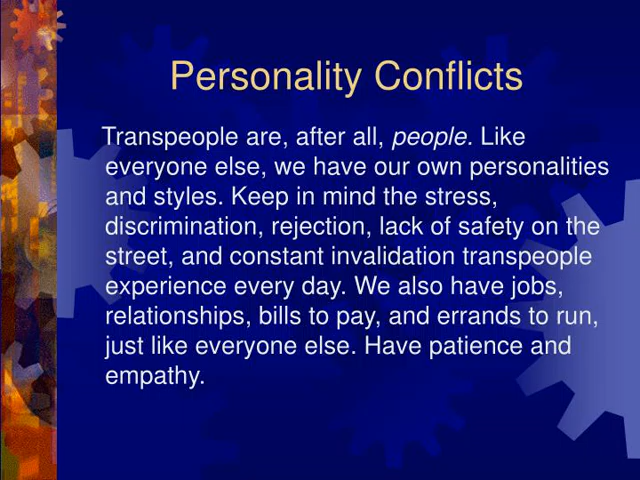 Personality Conflicts
Transpeople are, after all, people. Like
everyone else, we have our own personalities
and styles. Keep in mind the stress,
discrimination, rejection, lack of safety on the
street, and constant invalidation transpeople
experience every day. We also have jobs,
relationships, bills to pay, and errands to run,
just like everyone else. Have patience and
empathy.